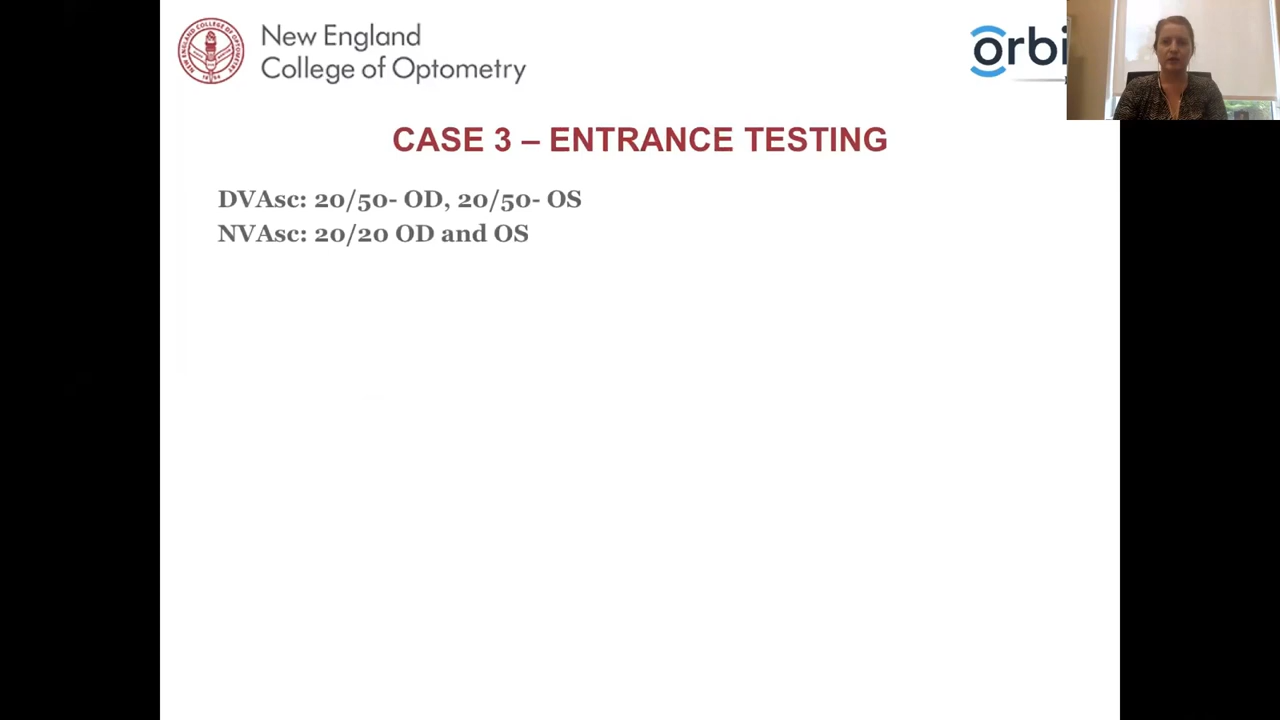 New England
College of Optometry
CASE 3 – ENTRANCE TESTING
DVAsc: 20/50- OD, 20/50- OS
NVAsc: 20/20 OD and OS